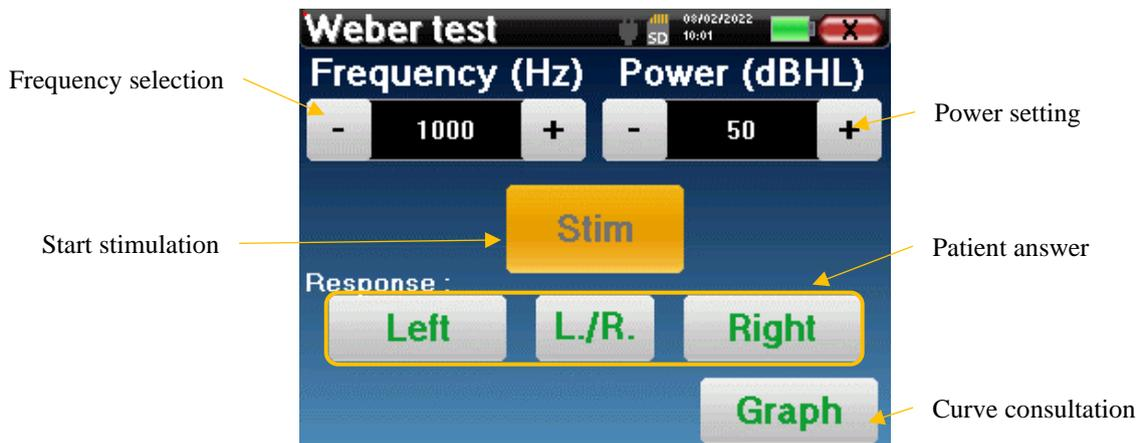 Weber test
SD
08/02/2022
10:01
X
Frequency (Hz) Power (dBHL)
Frequency selection
- 1000 + - 50 +
Power setting
Stim
Start stimulation
Patient answer
Response :
Left L./R. Right
Graph
Curve consultation